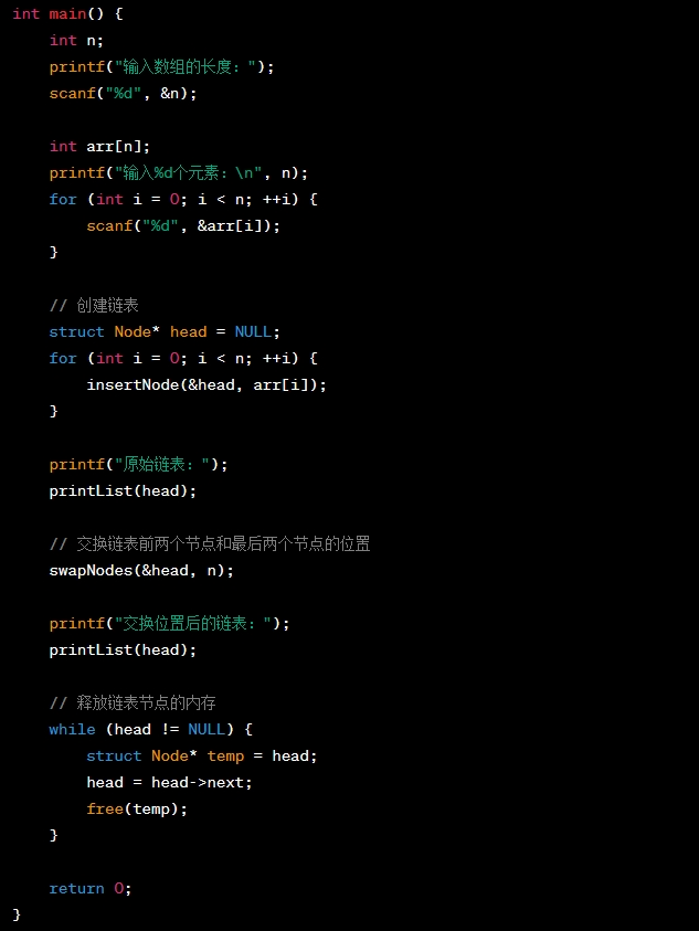 int main() {
    int n;
    printf("输入数组的长度：");
    scanf("%d", &n);

    int arr[n];
    printf("输入%d个元素：\n", n);
    for (int i = 0; i < n; ++i) {
        scanf("%d", &arr[i]);
    }

    // 创建链表
    struct Node* head = NULL;
    for (int i = 0; i < n; ++i) {
        insertNode(&head, arr[i]);
    }

    printf("原始链表：");
    printList(head);

    // 交换链表前两个节点和最后两个节点的位置
    swapNodes(&head, n);

    printf("交换位置后的链表：");
    printList(head);

    // 释放链表节点的内存
    while (head != NULL) {
        struct Node* temp = head;
        head = head->next;
        free(temp);
    }

    return 0;
}